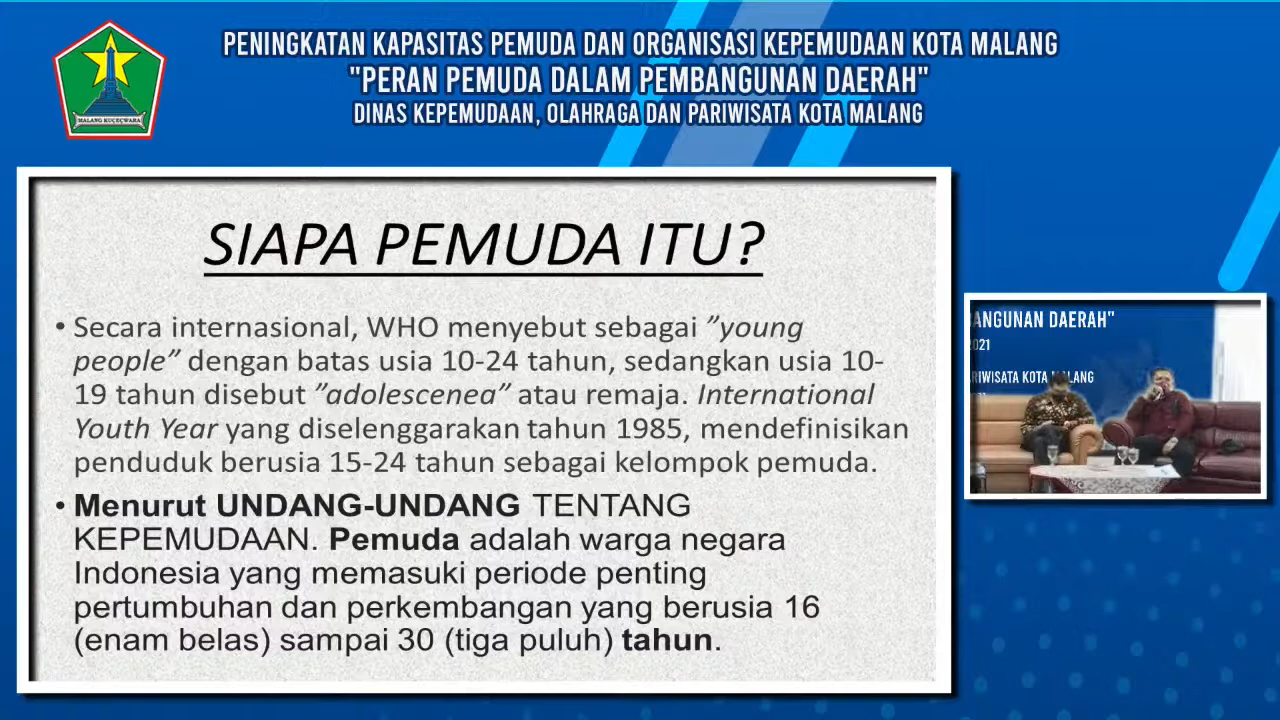 PENINGKATAN KAPASITAS PEMUDA DAN ORGANISASI KEPEMUDAAN KOTA MALANG
"PERAN PEMUDA DALAM PEMBANGUNAN DAERAH"
DINAS KEPEMUDAAN, OLAHRAGA DAN PARIWISATA KOTA MALANG
MALANG KUÇEÇWARA
SIAPA PEMUDA ITU?
• Secara internasional, WHO menyebut sebagai ”young
people” dengan batas usia 10-24 tahun, sedangkan usia 10-
19 tahun disebut ”adolescenea” atau remaja. International
Youth Year yang diselenggarakan tahun 1985, mendefinisikan
penduduk berusia 15-24 tahun sebagai kelompok pemuda.
• Menurut UNDANG-UNDANG TENTANG
KEPEMUDAAN. Pemuda adalah warga negara
Indonesia yang memasuki periode penting
pertumbuhan dan perkembangan yang berusia 16
(enam belas) sampai 30 (tiga puluh) tahun.
ANGUNAN DAERAH"
2021
RIWISATA KOTA MALANG